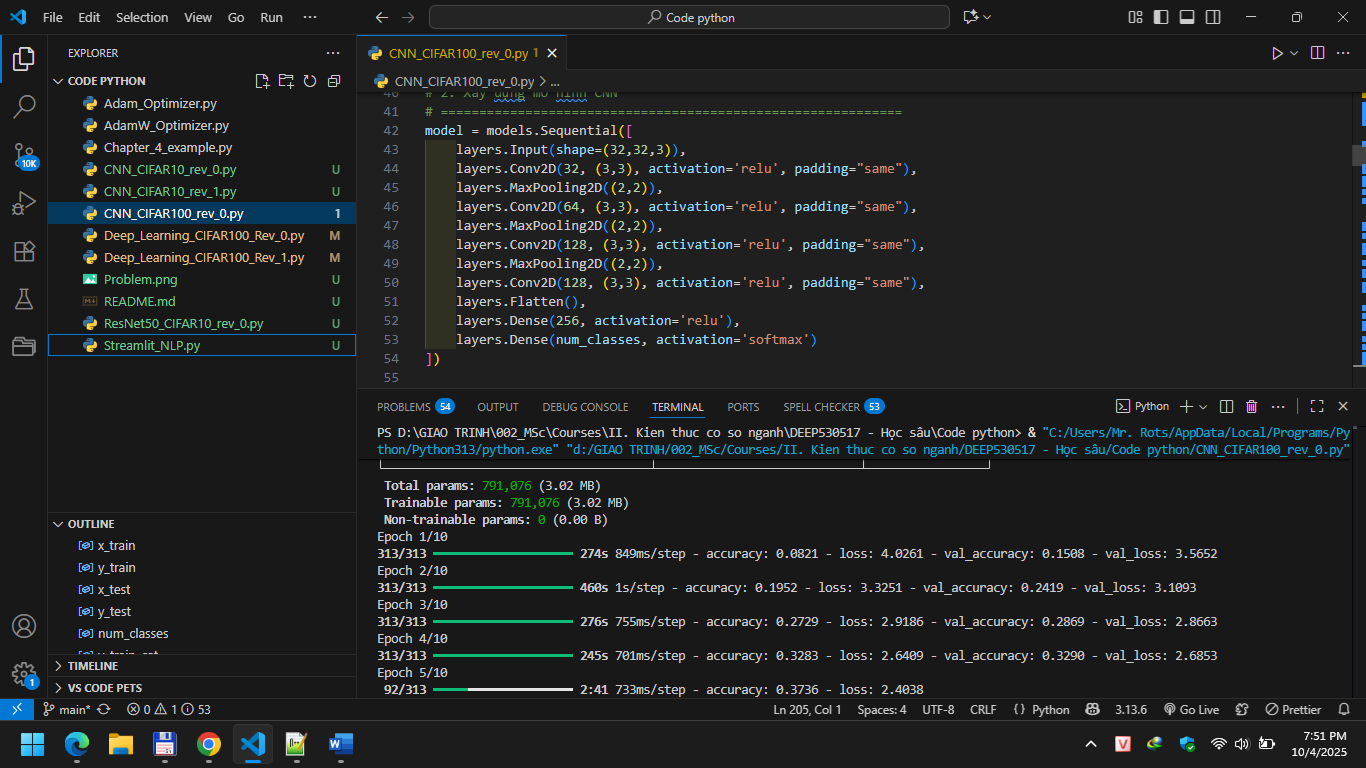 File Edit Selection View Go Run ···
Code python
EXPLORER ···
CODE PYTHON
Adam_Optimizer.py
AdamW_Optimizer.py
Chapter_4_example.py
CNN_CIFAR10_rev_0.py U
CNN_CIFAR10_rev_1.py U
CNN_CIFAR100_rev_0.py 1
Deep_Learning_CIFAR100_Rev_0.py M
Deep_Learning_CIFAR100_Rev_1.py M
Problem.png U
README.md U
ResNet50_CIFAR10_rev_0.py U
Streamlit_NLP.py U
10K
OUTLINE
x_train
y_train
x_test
y_test
num_classes
TIMELINE
VS CODE PETS
1
CNN_CIFAR100_rev_0.py 1
CNN_CIFAR100_rev_0.py > ...
40 # 2. Xây dựng mô hình CNN
41 # ============================================================
42 model = models.Sequential([
43 layers.Input(shape=(32,32,3)),
44 layers.Conv2D(32, (3,3), activation='relu', padding="same"),
45 layers.MaxPooling2D((2,2)),
46 layers.Conv2D(64, (3,3), activation='relu', padding="same"),
47 layers.MaxPooling2D((2,2)),
48 layers.Conv2D(128, (3,3), activation='relu', padding="same"),
49 layers.MaxPooling2D((2,2)),
50 layers.Conv2D(128, (3,3), activation='relu', padding="same"),
51 layers.Flatten(),
52 layers.Dense(256, activation='relu'),
53 layers.Dense(num_classes, activation='softmax')
54 ])
55
PROBLEMS 54 OUTPUT DEBUG CONSOLE TERMINAL PORTS SPELL CHECKER 53 Python
PS D:\GIAO TRINH\002_MSc\Courses\II. Kien thuc co so nganh\DEEP530517 - Học sâu\Code python> & "C:/Users/Mr. Rots/AppData/Local/Programs/Py
thon/Python313/python.exe" "d:/GIAO TRINH/002_MSc/Courses/II. Kien thuc co so nganh/DEEP530517 - Học sâu/Code python/CNN_CIFAR100_rev_0.py"
Total params: 791,076 (3.02 MB)
Trainable params: 791,076 (3.02 MB)
Non-trainable params: 0 (0.00 B)
Epoch 1/10
313/313 274s 849ms/step - accuracy: 0.0821 - loss: 4.0261 - val_accuracy: 0.1508 - val_loss: 3.5652
Epoch 2/10
313/313 460s 1s/step - accuracy: 0.1952 - loss: 3.3251 - val_accuracy: 0.2419 - val_loss: 3.1093
Epoch 3/10
313/313 276s 755ms/step - accuracy: 0.2729 - loss: 2.9186 - val_accuracy: 0.2869 - val_loss: 2.8663
Epoch 4/10
313/313 245s 701ms/step - accuracy: 0.3283 - loss: 2.6409 - val_accuracy: 0.3290 - val_loss: 2.6853
Epoch 5/10
92/313 2:41 733ms/step - accuracy: 0.3736 - loss: 2.4038
main* 0 1 53 Ln 205, Col 1 Spaces: 4 UTF-8 CRLF {} Python 3.13.6 Go Live Prettier
V
7:51 PM
10/4/2025